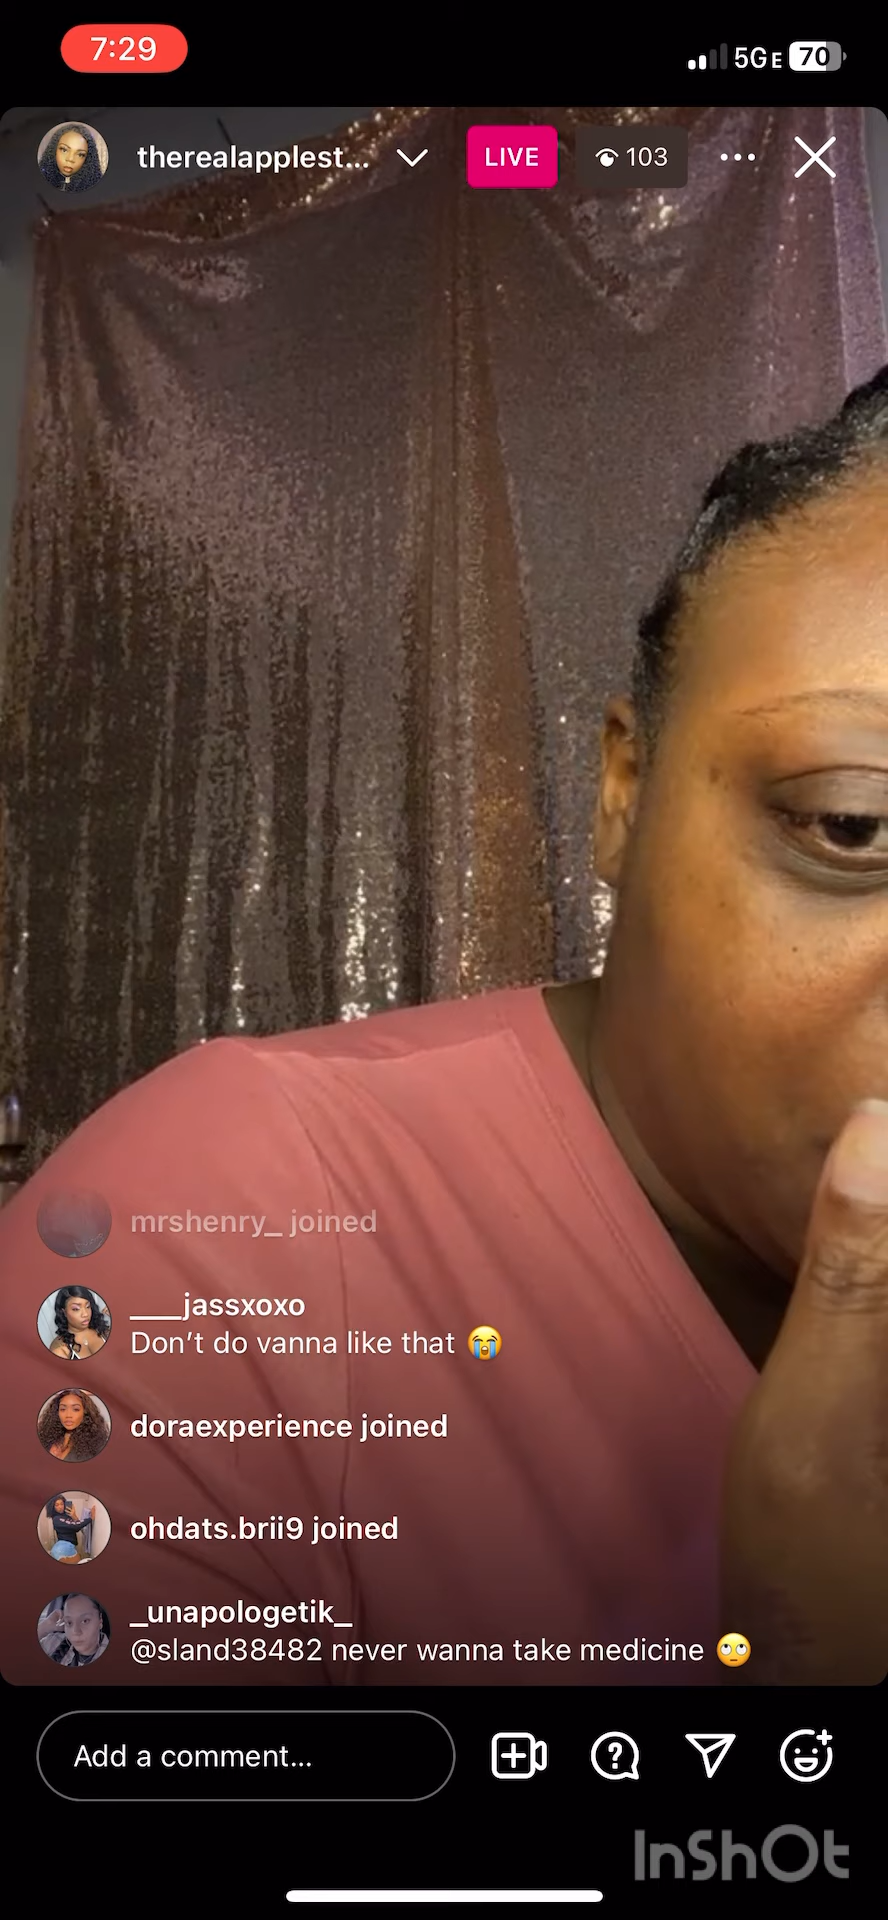 7:29
5GE 70
therealapplest...
LIVE
103
mrshenry_ joined
____jassxoxo
Don’t do vanna like that 😭
doraexperience joined
ohdats.brii9 joined
_unapologetik_
@sland38482 never wanna take medicine 🙄
Add a comment...
InShOt